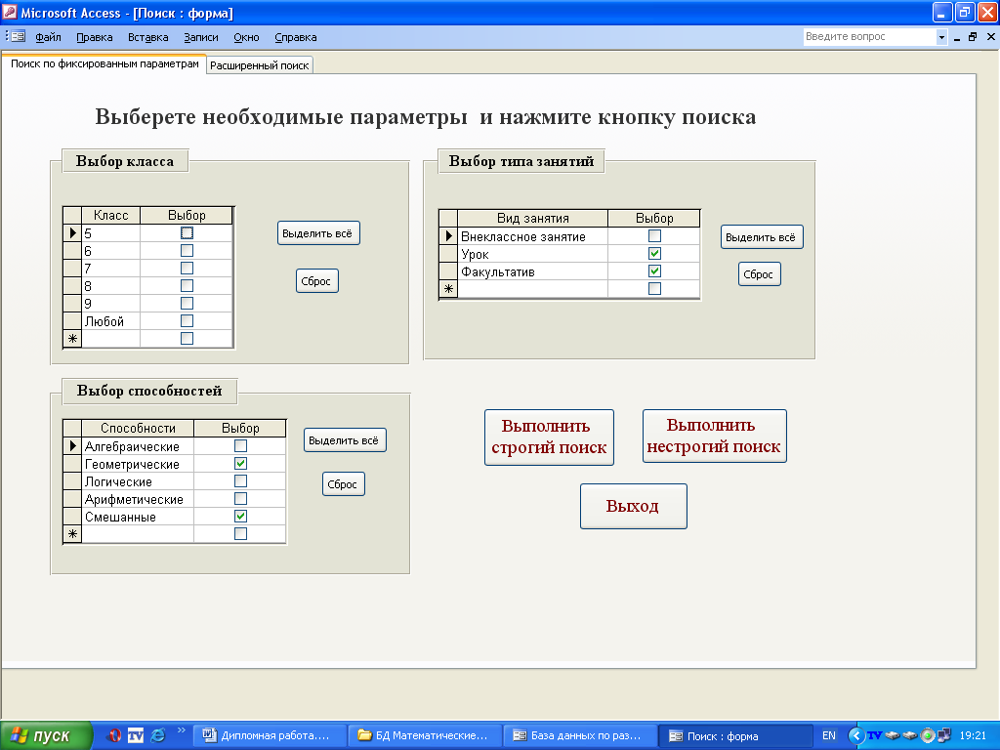 Microsoft Access - [Поиск : форма]
Файл Правка Вставка Записи Окно Справка
Введите вопрос
Поиск по фиксированным параметрам Расширенный поиск
Выберете необходимые параметры и нажмите кнопку поиска
Выбор класса
Класс Выбор
5
6
7
8
9
Любой
Выделить всё
Сброс
Выбор типа занятий
Вид занятия Выбор
Внеклассное занятие
Урок
Факультатив
Выделить всё
Сброс
Выбор способностей
Способности Выбор
Алгебраические
Геометрические
Логические
Арифметические
Смешанные
Выделить всё
Сброс
Выполнить
строгий поиск
Выполнить
нестрогий поиск
Выход
пуск
TV
»
Дипломная работа....
БД Математические...
База данных по раз...
Поиск : форма
EN
TV
19:21